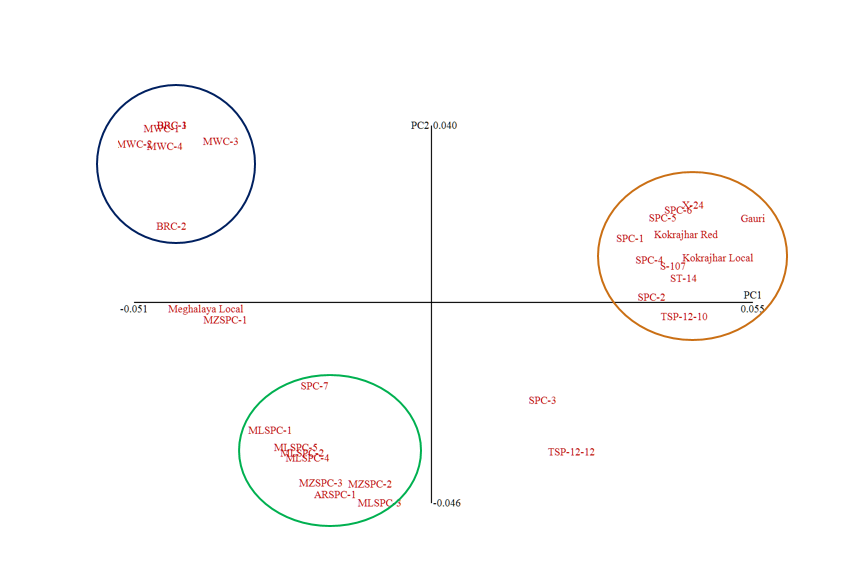 PC2 0.040
BRC-3
MWC-1
MWC-2
MWC-4
MWC-3
BRC-2
X-24
SPC-6
SPC-5
Gauri
Kokrajhar Red
SPC-1
SPC-4
Kokrajhar Local
S-107
ST-14
PC1
SPC-2
0.055
TSP-12-10
-0.051
Meghalaya Local
MZSPC-1
SPC-7
SPC-3
MLSPC-1
MLSPC-5
MLSPC-2
MLSPC-4
TSP-12-12
MZSPC-3
MZSPC-2
ARSPC-1
MLSPC-3
-0.046